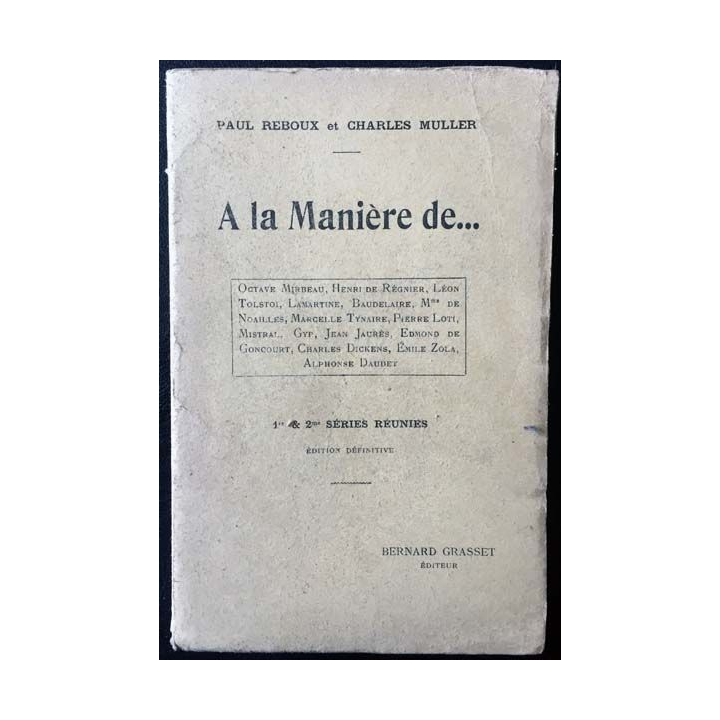 PAUL REBOUX et CHARLES MULLER
A la Manière de...
OCTAVE MIRBEAU, HENRI DE RÉGNIER, LÉON
TOLSTOI, LAMARTINE, BAUDELAIRE, Mme DE
NOAILLES, MARCELLE TYNAIRE, PIERRE LOTI,
MISTRAL, GYP, JEAN JAURÈS, EDMOND DE
GONCOURT, CHARLES DICKENS, ÉMILE ZOLA,
ALPHONSE DAUDET
1re & 2me SÉRIES RÉUNIES
ÉDITION DÉFINITIVE
BERNARD GRASSET
ÉDITEUR